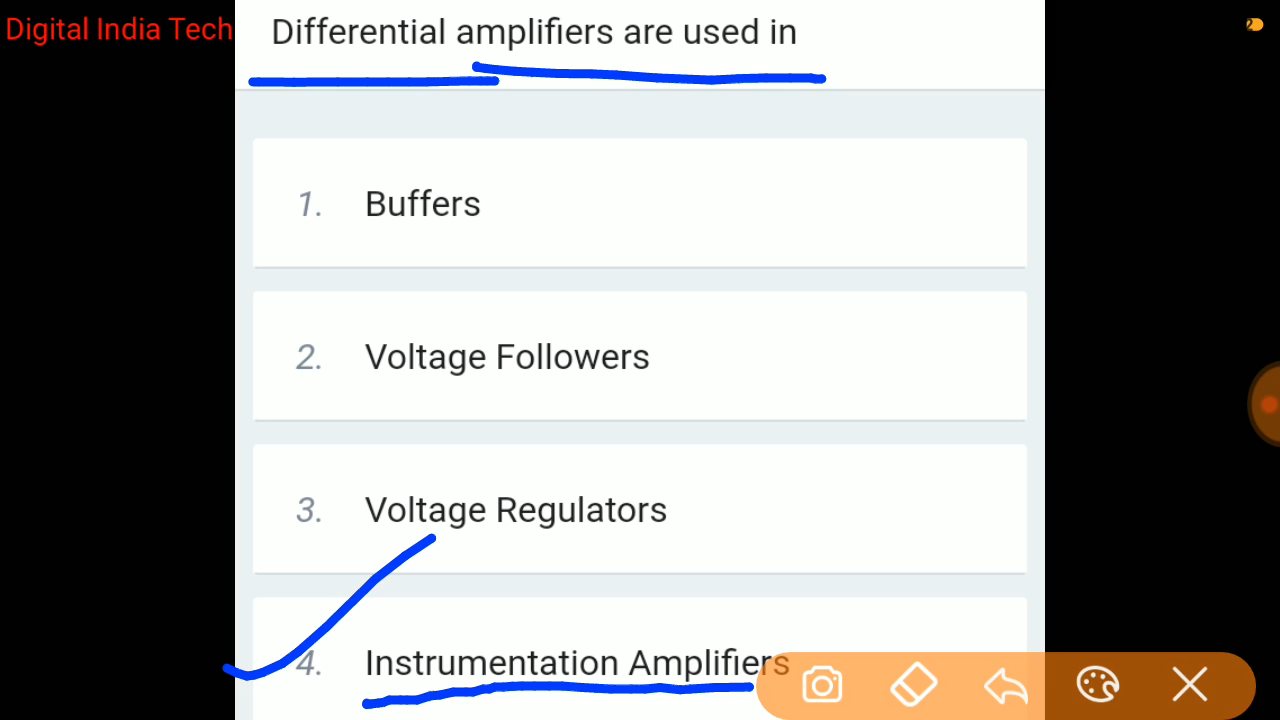 Digital India Tech
Differential amplifiers are used in
1. Buffers
2. Voltage Followers
3. Voltage Regulators
4. Instrumentation Amplifiers